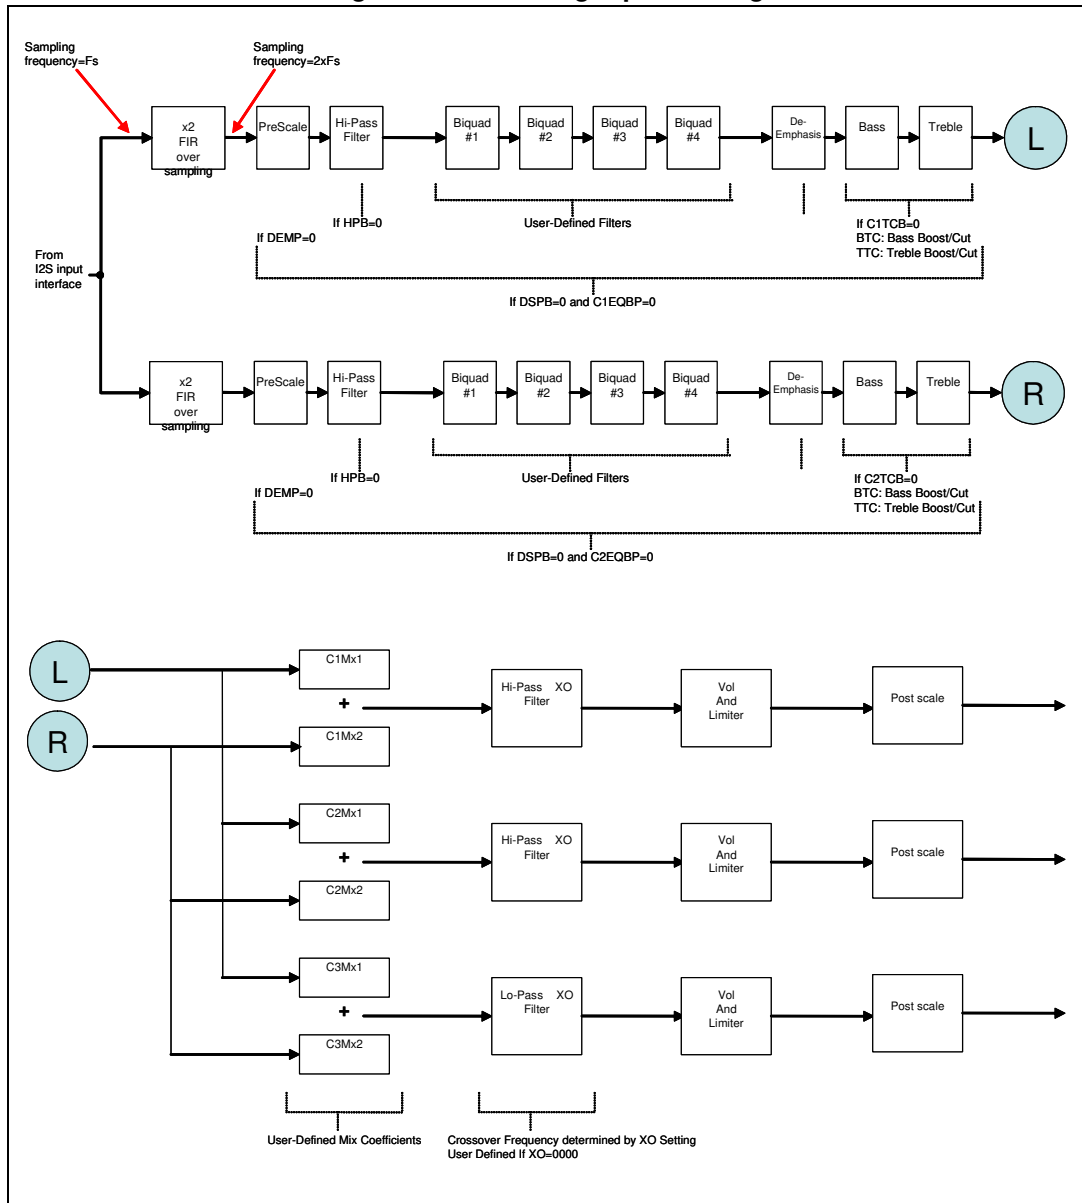 Sampling
frequency=Fs
Sampling
frequency=2xFs
x2
FIR
over
sampling
PreScale
Hi-Pass
Filter
Biquad
#1
Biquad
#2
Biquad
#3
Biquad
#4
De-
Emphasis
Bass
Treble
L
If HPB=0
User-Defined Filters
If C1TCB=0
BTC: Bass Boost/Cut
TTC: Treble Boost/Cut
If DEMP=0
From
I2S input
interface
If DSPB=0 and C1EQBP=0
x2
FIR
over
sampling
PreScale
Hi-Pass
Filter
Biquad
#1
Biquad
#2
Biquad
#3
Biquad
#4
De-
Emphasis
Bass
Treble
R
If HPB=0
User-Defined Filters
If C2TCB=0
BTC: Bass Boost/Cut
TTC: Treble Boost/Cut
If DEMP=0
If DSPB=0 and C2EQBP=0
L
R
C1Mx1
+
C1Mx2
Hi-Pass XO
Filter
Vol
And
Limiter
Post scale
C2Mx1
+
C2Mx2
Hi-Pass XO
Filter
Vol
And
Limiter
Post scale
C3Mx1
+
C3Mx2
Lo-Pass XO
Filter
Vol
And
Limiter
Post scale
User-Defined Mix Coefficients
Crossover Frequency determined by XO Setting
User Defined If XO=0000